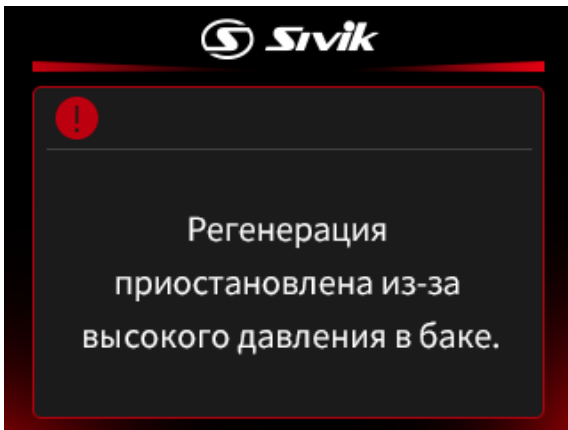 Sivik
!
Регенерация
приостановлена из-за
высокого давления в баке.